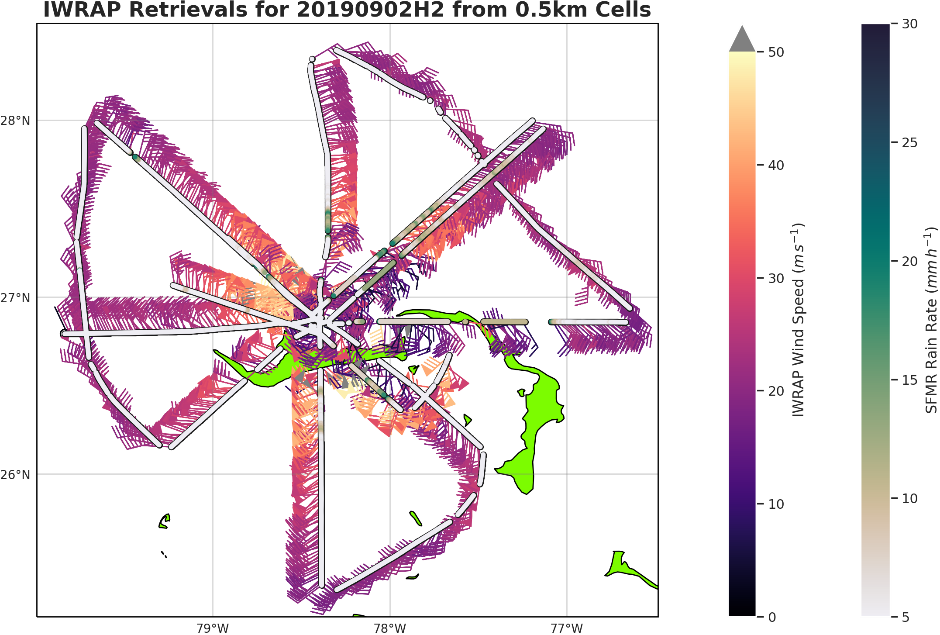 IWRAP Retrievals for 20190902H2 from 0.5km Cells
28°N
27°N
26°N
79°W
78°W
77°W
50
40
30
20
10
0
IWRAP Wind Speed (m s⁻¹)
30
25
20
15
10
5
SFMR Rain Rate (mm h⁻¹)